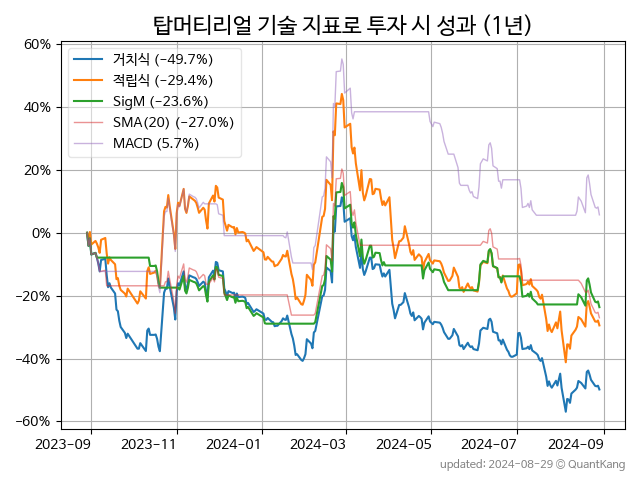 탑머티리얼 기술 지표로 투자 시 성과 (1년)
거치식 (−49.7%)
적립식 (−29.4%)
SigM (−23.6%)
SMA(20) (−27.0%)
MACD (5.7%)
60%
40%
20%
0%
−20%
−40%
−60%
2023-09 2023-11 2024-01 2024-03 2024-05 2024-07 2024-09
updated: 2024-08-29 © QuantKang